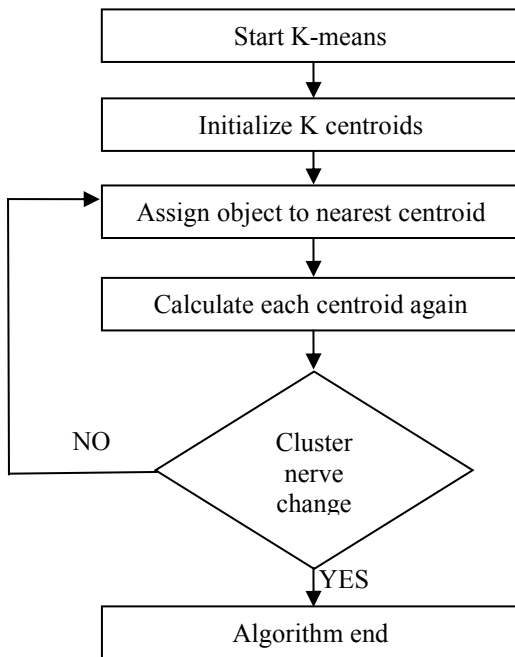 Start K-means
Initialize K centroids
Assign object to nearest centroid
Calculate each centroid again
NO
Cluster
nerve
change
YES
Algorithm end